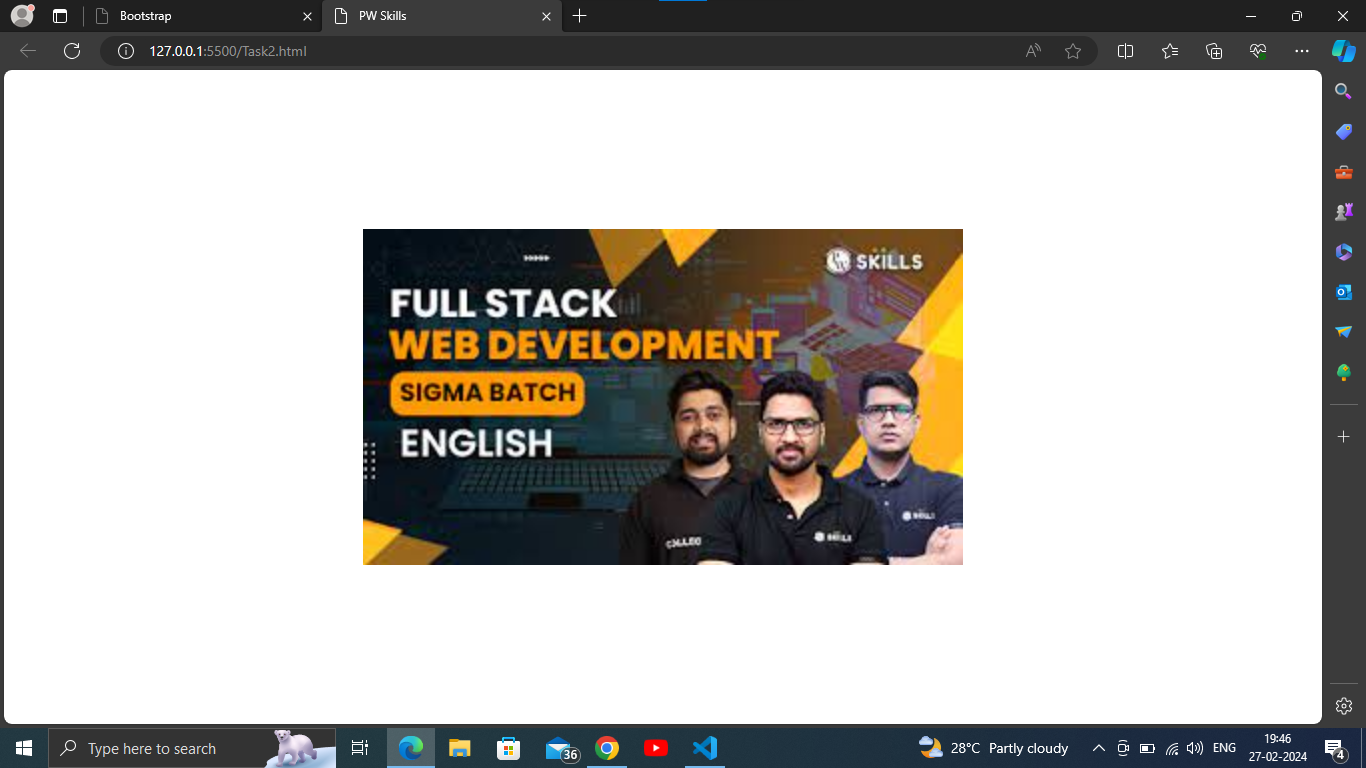 Bootstrap
PW Skills
127.0.0.1:5500/Task2.html
SKILLS
FULL STACK
WEB DEVELOPMENT
SIGMA BATCH
ENGLISH
SKILLS
SKILLS
Type here to search
36
28°C Partly cloudy
ENG
19:46
27-02-2024
4